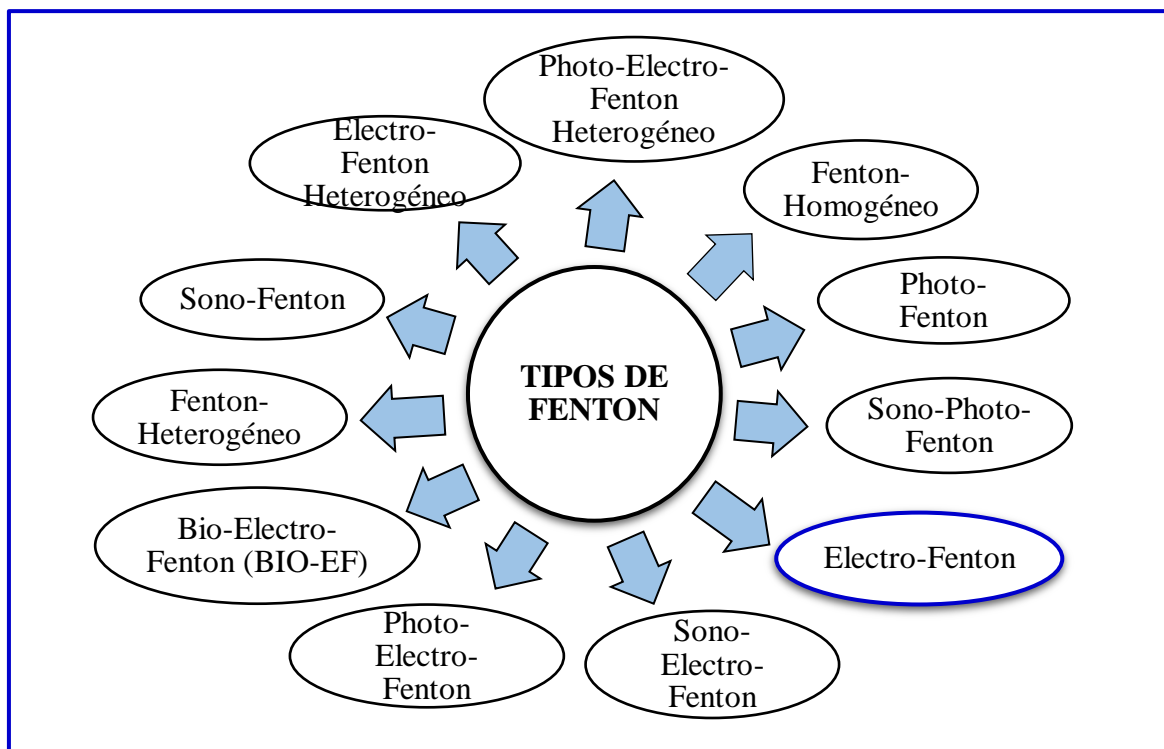 Photo-Electro-
Fenton
Heterogéneo
Electro-
Fenton
Heterogéneo
Fenton-
Homogéneo
Sono-Fenton
Photo-
Fenton
TIPOS DE
FENTON
Fenton-
Heterogéneo
Sono-Photo-
Fenton
Bio-Electro-
Fenton (BIO-EF)
Electro-Fenton
Photo-
Electro-
Fenton
Sono-
Electro-
Fenton